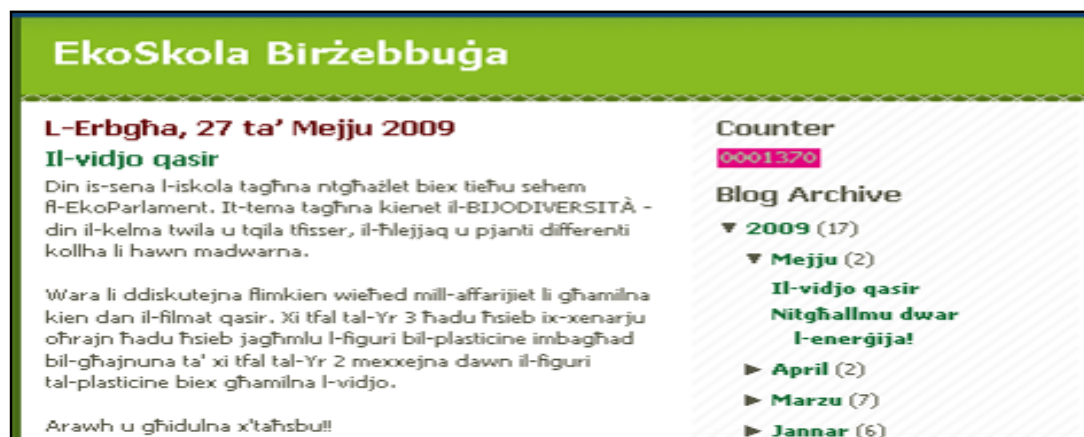 EkoSkola Birżebbuġa
L-Erbgħa, 27 ta' Mejju 2009
Il-vidjo qasir
Din is-sena l-iskola tagħna ntgħażlet biex tieħu sehem
fl-EkoParlament. It-tema tagħna kienet il-BIJODIVERSITÀ -
din il-kelma twila u tqila tfisser, il-ħlejjaq u pjanti differenti
kollha li hawn madwarna.
Wara li ddiskutejna flimkien wieħed mill-affarijiet li għamilna
kien dan il-filmat qasir. Xi tfal tal-Yr 3 ħadu ħsieb ix-xenarju
oħrajn ħadu ħsieb jagħmlu l-figuri bil-plasticine imbagħad
bil-għajnuna ta' xi tfal tal-Yr 2 mexxejna dawn il-figuri
tal-plasticine biex għamilna l-vidjo.
Arawh u għidulna x'taħsbu!!
Counter
0001370
Blog Archive
▼ 2009 (17)
▼ Mejju (2)
Il-vidjo qasir
Nitgħallmu dwar
l-enerġija!
► April (2)
► Marzu (7)
► Jannar (6)